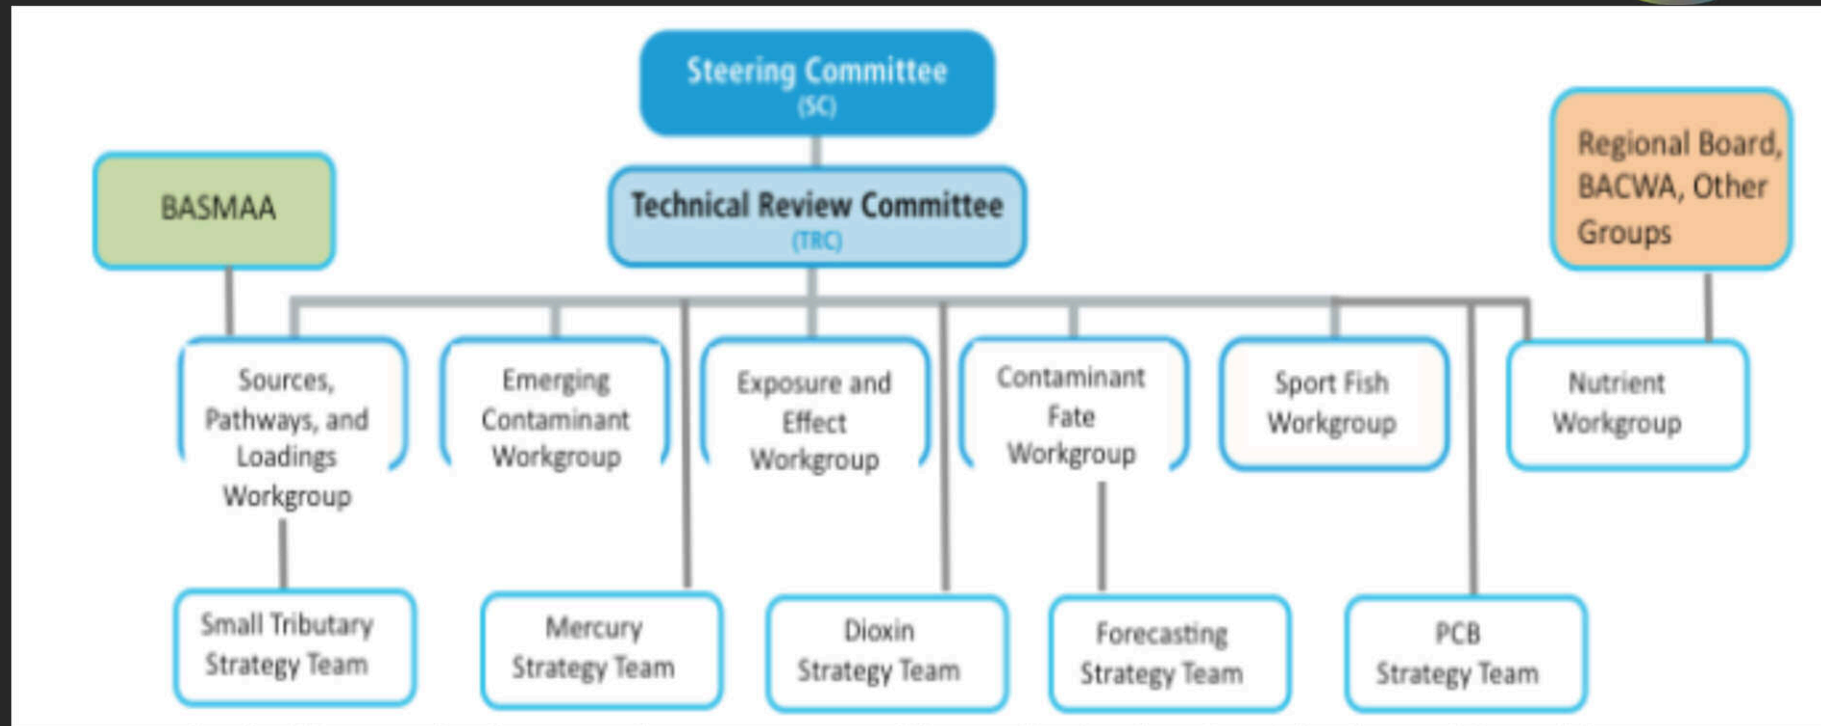 Steering Committee
(SC)
Technical Review Committee
(TRC)
BASMAA
Regional Board,
BACWA, Other
Groups
Sources,
Pathways, and
Loadings
Workgroup
Emerging
Contaminant
Workgroup
Exposure and
Effect
Workgroup
Contaminant
Fate
Workgroup
Sport Fish
Workgroup
Nutrient
Workgroup
Small Tributary
Strategy Team
Mercury
Strategy Team
Dioxin
Strategy Team
Forecasting
Strategy Team
PCB
Strategy Team